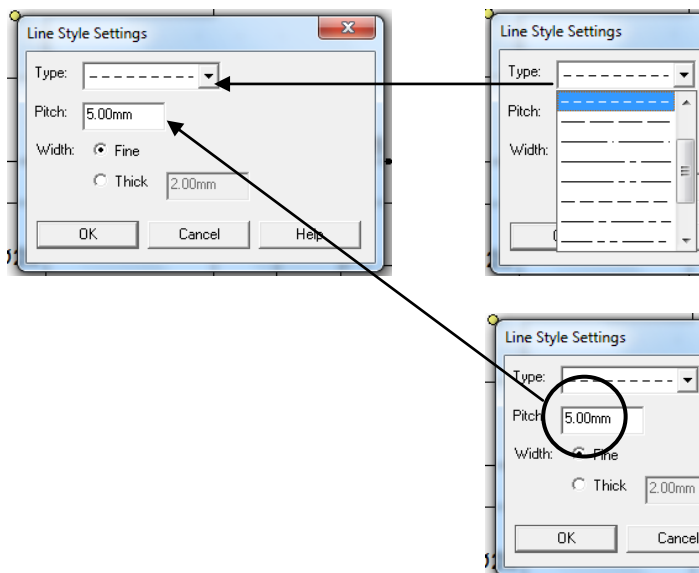 Line Style Settings
Type:
Pitch: 5.00mm
Width: Fine
Thick 2.00mm
OK Cancel Help
Line Style Settings
Type:
Pitch:
Width:
Line Style Settings
Type:
Pitch 5.00mm
Width: Fine
Thick 2.00mm
OK Cancel